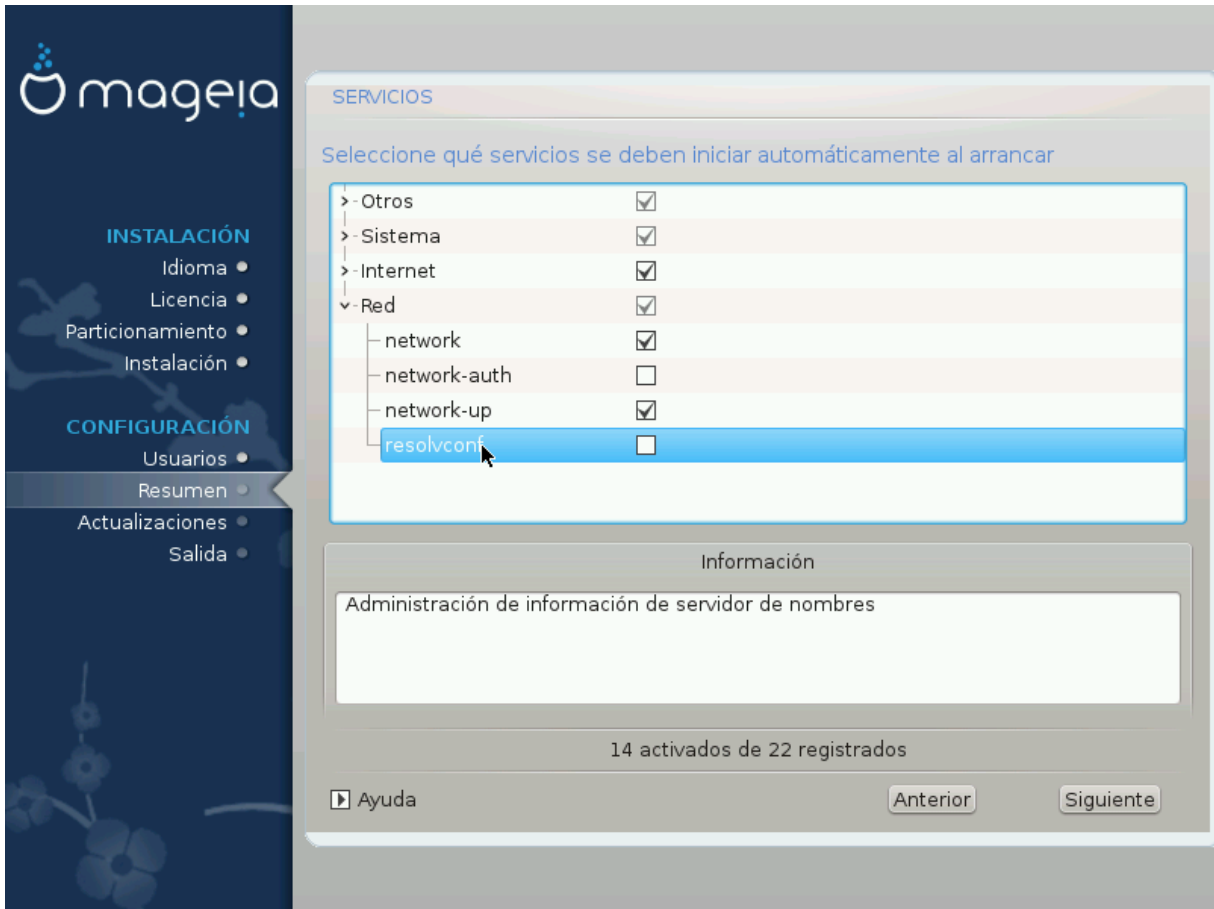 mageia
INSTALACIÓN
Idioma
Licencia
Particionamiento
Instalación
CONFIGURACIÓN
Usuarios
Resumen
Actualizaciones
Salida
SERVICIOS
Seleccione qué servicios se deben iniciar automáticamente al arrancar
Otros
Sistema
Internet
Red
network
network-auth
network-up
resolvconf
Información
Administración de información de servidor de nombres
14 activados de 22 registrados
Ayuda
Anterior
Siguiente